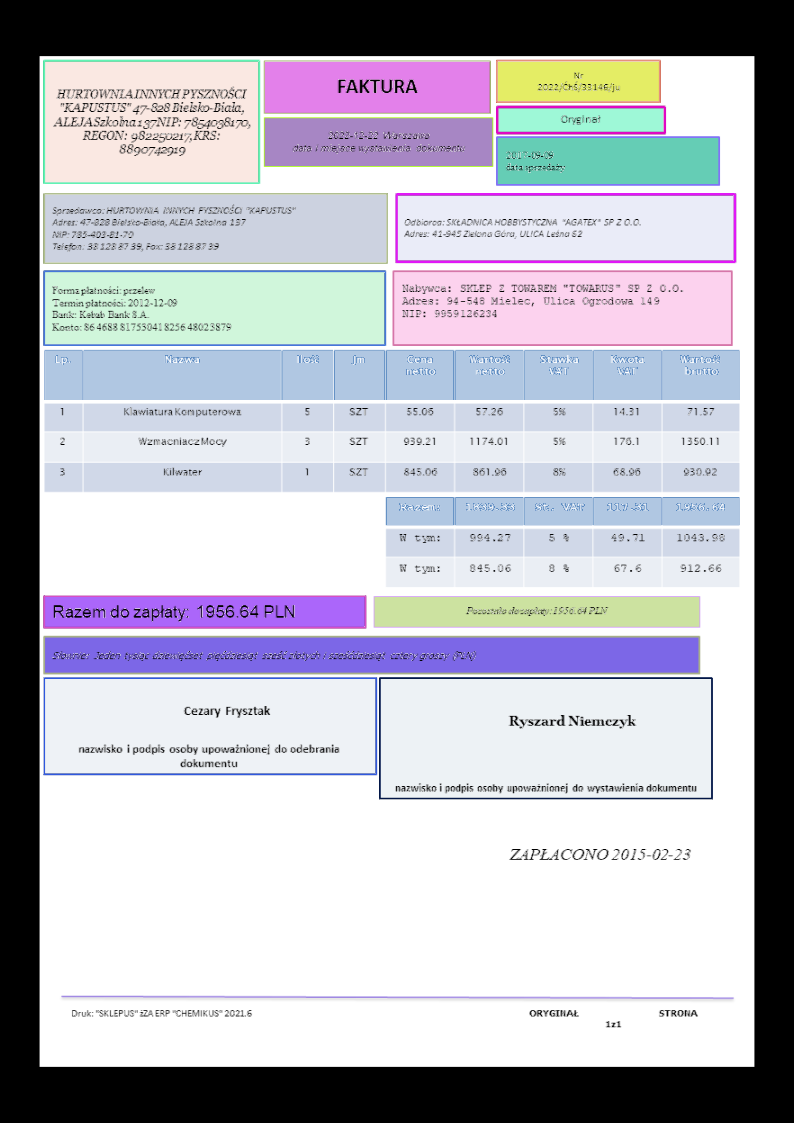 HURTOWNIA INNYCH PYSZNOŚCI
"KAPUSTUS" 47-828 Bielsko-Biała,
ALEJA Szkolna 137 NIP: 7854038170,
REGON: 982250217, KRS:
8890742919
FAKTURA
2022-12-22 Warszawa
data i miejsce wystawienia dokumentu
Nr
2022/ĆhŚ/33146/ju
Oryginał
2017-09-09
data sprzedaży
Sprzedawca: HURTOWNIA INNYCH PYSZNOŚCI "KAPUSTUS"
Adres: 47-828 Bielsko-Biała, ALEJA Szkolna 137
NIP: 785-403-81-70
Telefon: 38 128 87 39, Fax: 38 128 87 39
Odbiorca: SKŁADNICA HOBBYSTYCZNA "AGATEX" SP Z O.O.
Adres: 41-945 Zielona Góra, ULICA Leśna 62
Forma płatności: przelew
Termin płatności: 2012-12-09
Bank: Kebab Bank S.A.
Konto: 86 4688 8175 3041 8256 4802 3879
Nabywca: SKLEP Z TOWAREM "TOWARUS" SP Z O.O.
Adres: 94-548 Mielec, Ulica Ogrodowa 149
NIP: 9959126234
Lp. Nazwa Ilość Jm Cena netto Wartość netto Stawka VAT Kwota VAT Wartość brutto
1 Klawiatura Komputerowa 5 SZT 55.06 57.26 5% 14.31 71.57
2 Wzmacniacz Mocy 3 SZT 939.21 1174.01 5% 176.1 1350.11
3 Kilwater 1 SZT 845.06 861.96 8% 68.96 930.92
Razem: 1839.33 St. VAT 117.31 1956.64
W tym: 994.27 5 % 49.71 1043.98
W tym: 845.06 8 % 67.6 912.66
Razem do zapłaty: 1956.64 PLN
Pozostało do zapłaty: 1956.64 PLN
Słownie: Jeden tysiąc dziewięćset pięćdziesiąt sześć złotych i sześćdziesiąt cztery groszy (PLN)
Cezary Frysztak
nazwisko i podpis osoby upoważnionej do odebrania
dokumentu
Ryszard Niemczyk
nazwisko i podpis osoby upoważnionej do wystawienia dokumentu
ZAPŁACONO 2015-02-23
Druk: "SKLEPUS" żZA ERP "CHEMIKUS" 2021.6
ORYGINAŁ STRONA
1z1